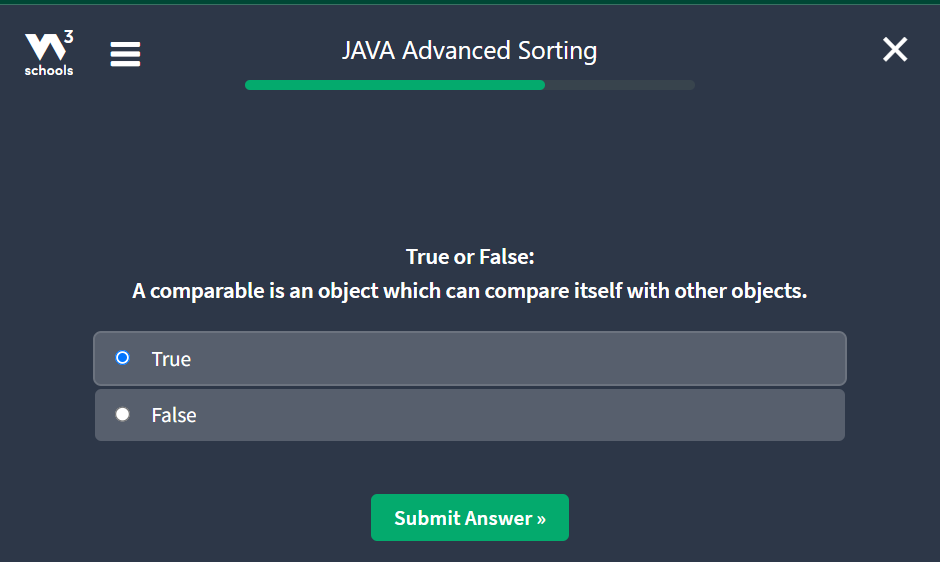 W3
schools
JAVA Advanced Sorting
True or False:
A comparable is an object which can compare itself with other objects.
True
False
Submit Answer »